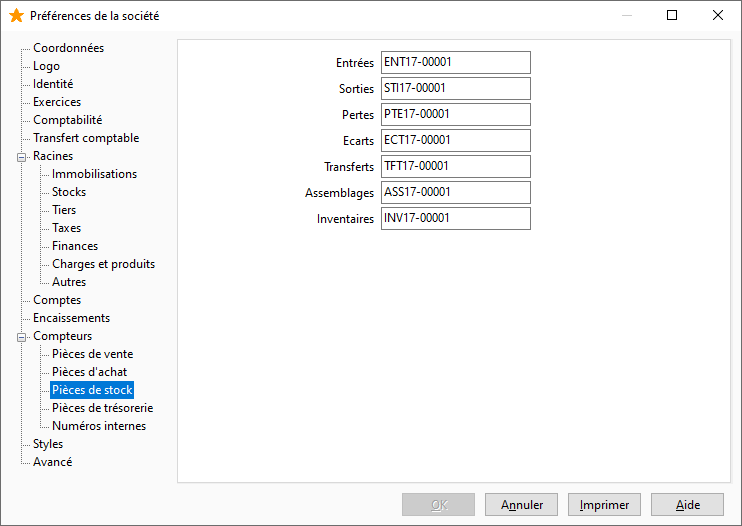 Préférences de la société
Coordonnées
Logo
Identité
Exercices
Comptabilité
Transfert comptable
Racines
Immobilisations
Stocks
Tiers
Taxes
Finances
Charges et produits
Autres
Comptes
Encaissements
Compteurs
Pièces de vente
Pièces d'achat
Pièces de stock
Pièces de trésorerie
Numéros internes
Styles
Avancé
Entrées ENT17-00001
Sorties STI17-00001
Pertes PTE17-00001
Ecarts ECT17-00001
Transferts TFT17-00001
Assemblages ASS17-00001
Inventaires INV17-00001
OK Annuler Imprimer Aide